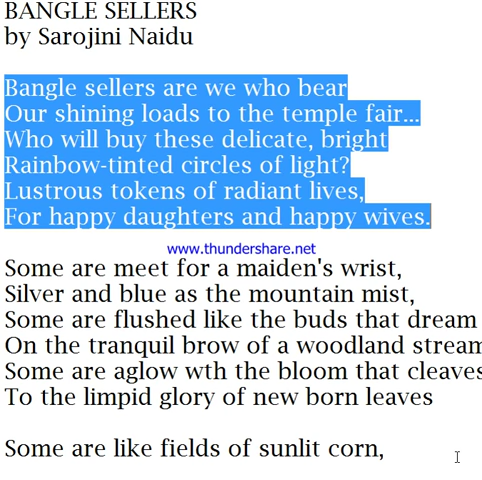 BANGLE SELLERS
by Sarojini Naidu
Bangle sellers are we who bear
Our shining loads to the temple fair...
Who will buy these delicate, bright
Rainbow-tinted circles of light?
Lustrous tokens of radiant lives,
For happy daughters and happy wives.
www.thundershare.net
Some are meet for a maiden's wrist,
Silver and blue as the mountain mist,
Some are flushed like the buds that dream
On the tranquil brow of a woodland stream
Some are aglow wth the bloom that cleaves
To the limpid glory of new born leaves
Some are like fields of sunlit corn,